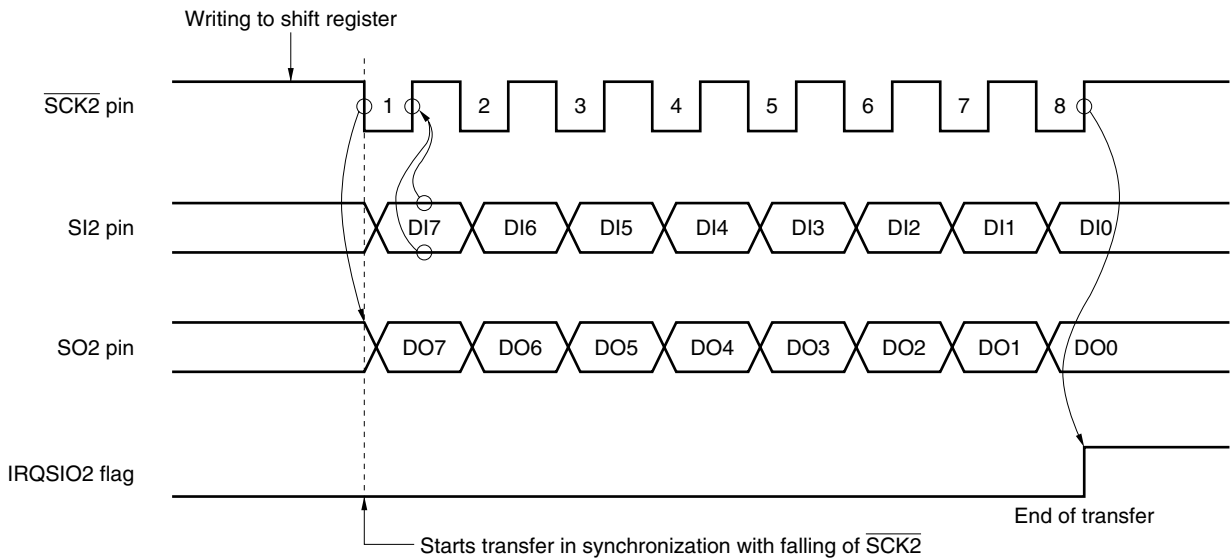 Writing to shift register
SCK2 pin
1 2 3 4 5 6 7 8
SI2 pin
DI7 DI6 DI5 DI4 DI3 DI2 DI1 DI0
SO2 pin
DO7 DO6 DO5 DO4 DO3 DO2 DO1 DO0
IRQSIO2 flag
End of transfer
Starts transfer in synchronization with falling of SCK2